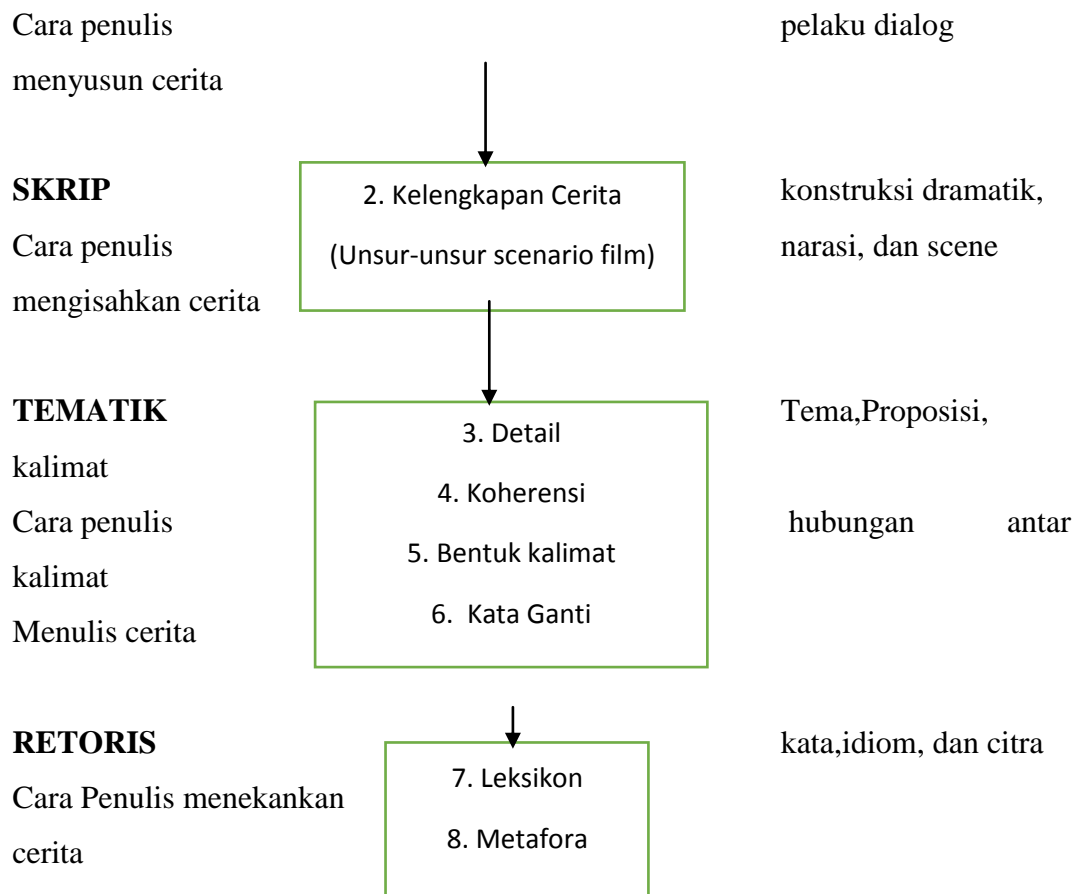 Cara penulis
pelaku dialog
menyusun cerita
SKRIP
2. Kelengkapan Cerita
konstruksi dramatik,
Cara penulis
(Unsur-unsur scenario film)
narasi, dan scene
mengisahkan cerita
TEMATIK
3. Detail
Tema,Proposisi,
kalimat
4. Koherensi
Cara penulis
hubungan antar
kalimat
5. Bentuk kalimat
6. Kata Ganti
Menulis cerita
RETORIS
7. Leksikon
kata,idiom, dan citra
Cara Penulis menekankan
8. Metafora
cerita